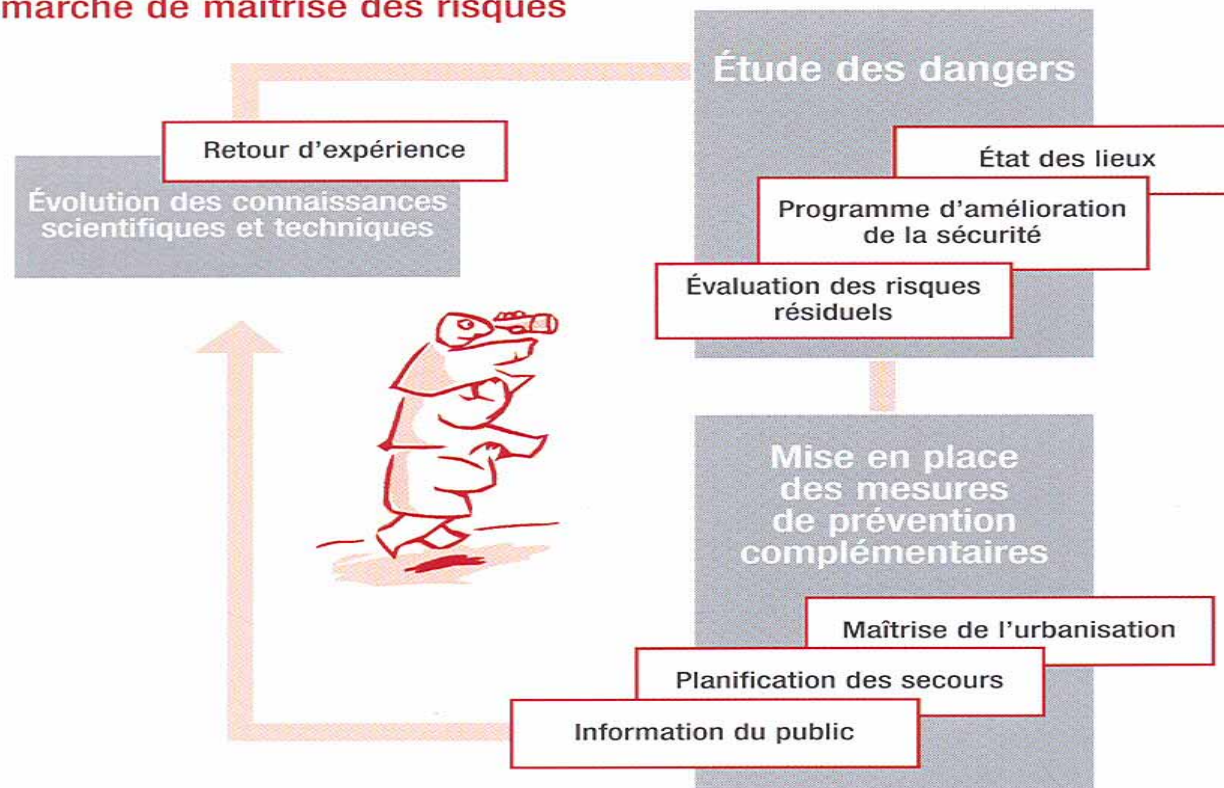 marche de maîtrise des risques
Étude des dangers
Retour d'expérience
État des lieux
Évolution des connaissances
scientifiques et techniques
Programme d'amélioration
de la sécurité
Évaluation des risques
résiduels
Mise en place
des mesures
de prévention
complémentaires
Maîtrise de l'urbanisation
Planification des secours
Information du public